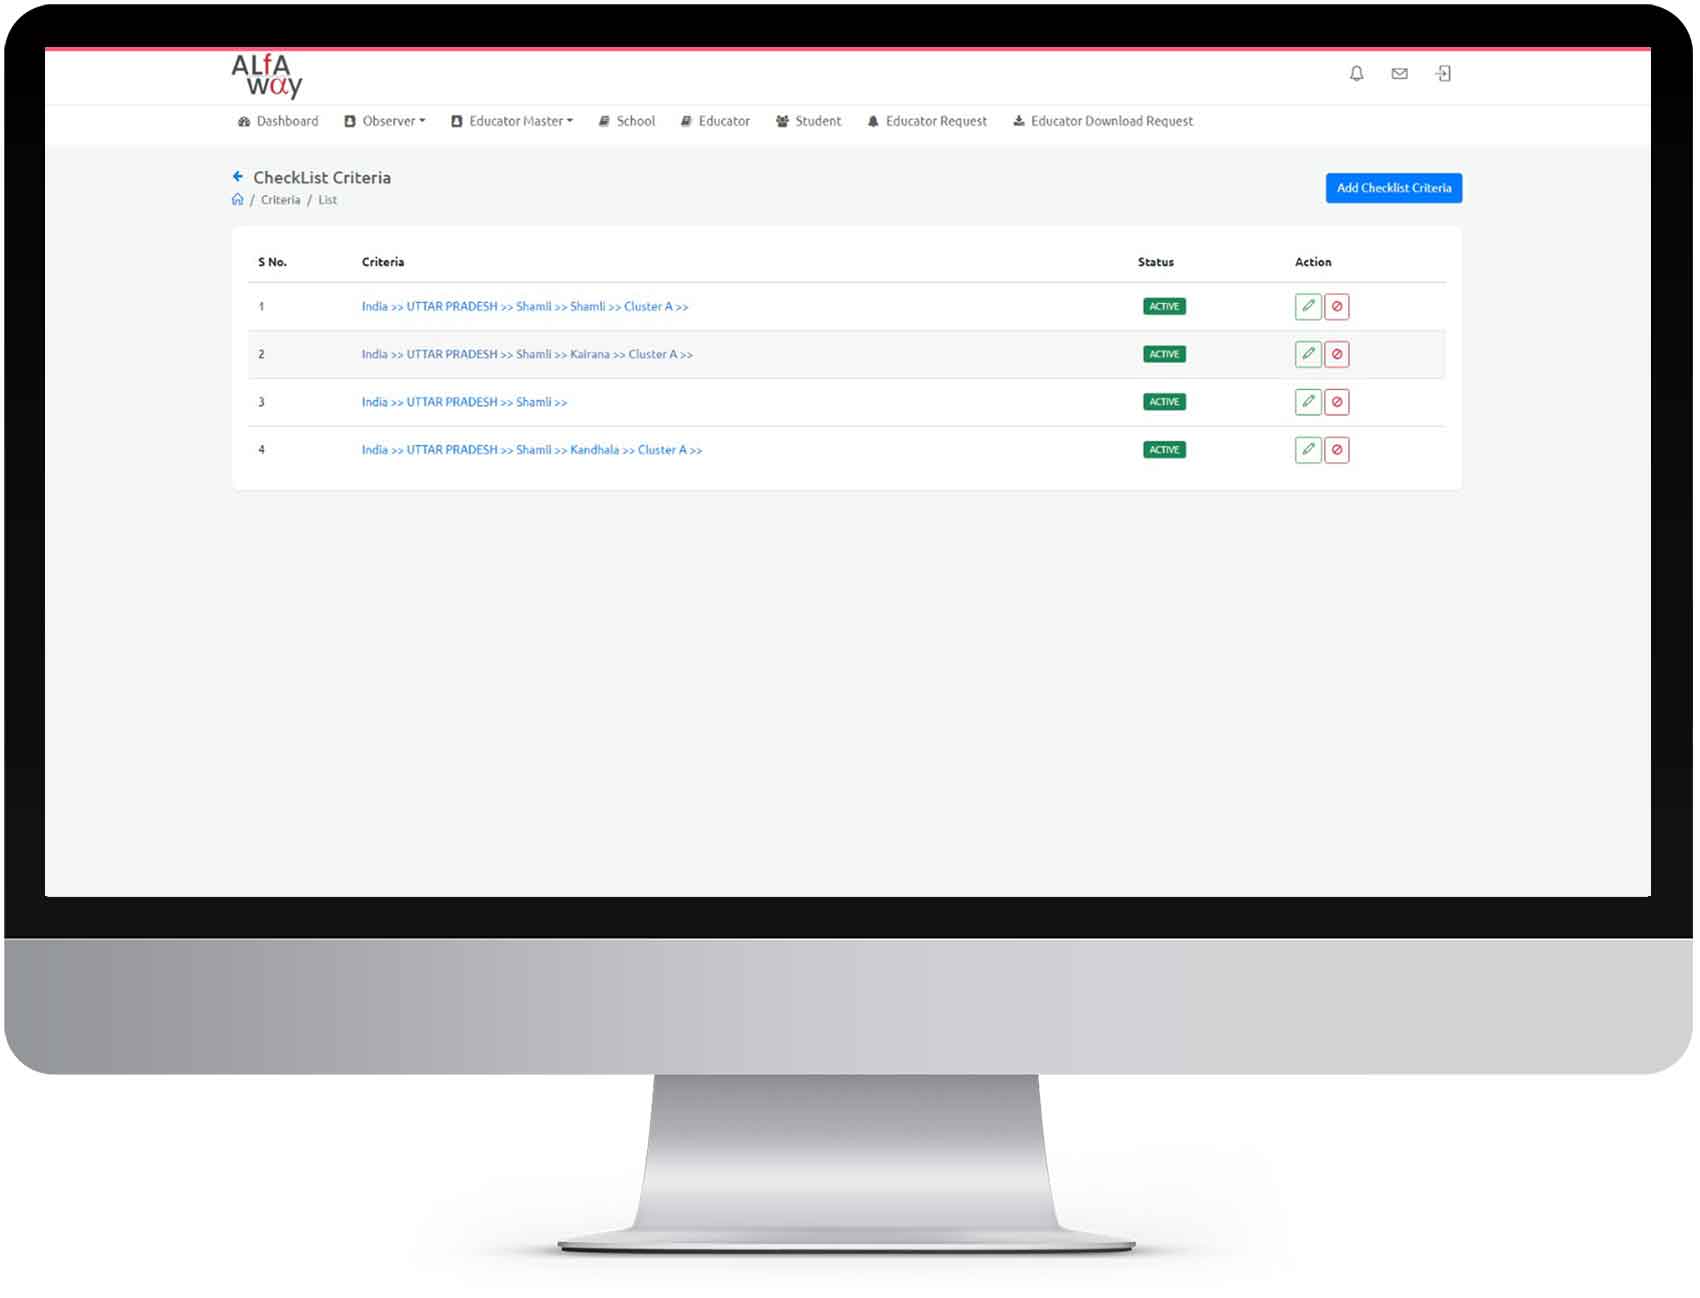 ALfA
wαy
Dashboard Observer Educator Master School Educator Student Educator Request Educator Download Request
CheckList Criteria
/ Criteria / List
Add Checklist Criteria
S No. Criteria Status Action
1 India >> UTTAR PRADESH >> Shamli >> Shamli >> Cluster A >> ACTIVE
2 India >> UTTAR PRADESH >> Shamli >> Kairana >> Cluster A >> ACTIVE
3 India >> UTTAR PRADESH >> Shamli >> ACTIVE
4 India >> UTTAR PRADESH >> Shamli >> Kandhala >> Cluster A >> ACTIVE